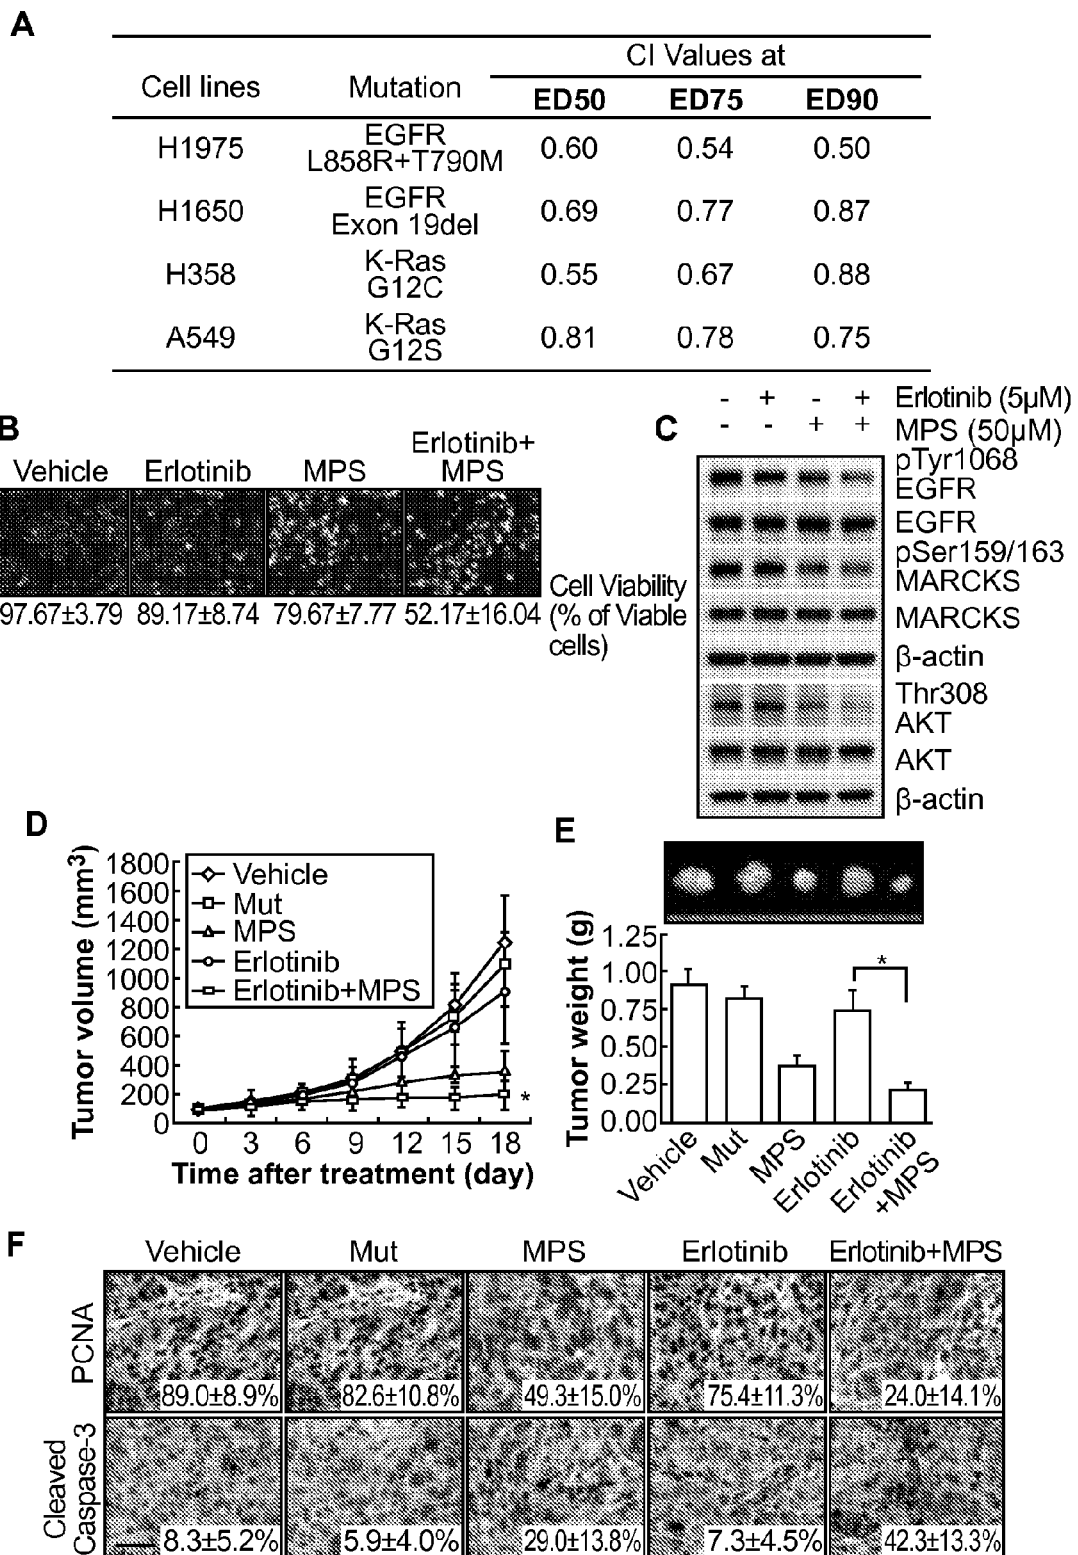 A
CI Values at
Cell lines Mutation
ED50 ED75 ED90
H1975 EGFR L858R+T790M 0.60 0.54 0.50
H1650 EGFR Exon 19del 0.69 0.77 0.87
H358 K-Ras G12C 0.55 0.67 0.88
A549 K-Ras G12S 0.81 0.78 0.75
B
Vehicle Erlotinib MPS Erlotinib+
MPS
97.67±3.79 89.17±8.74 79.67±7.77 52.17±16.04
Cell Viability
(% of Viable
cells)
C
- + - + Erlotinib (5μM)
- - + + MPS (50μM)
pTyr1068
EGFR
EGFR
pSer159/163
MARCKS
MARCKS
β-actin
Thr308
AKT
AKT
β-actin
D
Tumor volume (mm³)
1800
1600
1400
1200
1000
800
600
400
200
0
Vehicle
Mut
MPS
Erlotinib
Erlotinib+MPS
*
0 3 6 9 12 15 18
Time after treatment (day)
E
Tumor weight (g)
1.25
1.00
0.75
0.50
0.25
0.00
*
Vehicle
Mut
MPS
Erlotinib
Erlotinib
+MPS
F
Vehicle Mut MPS Erlotinib Erlotinib+MPS
PCNA
89.0±8.9% 82.6±10.8% 49.3±15.0% 75.4±11.3% 24.0±14.1%
Cleaved
Caspase-3
8.3±5.2% 5.9±4.0% 29.0±13.8% 7.3±4.5% 42.3±13.3%